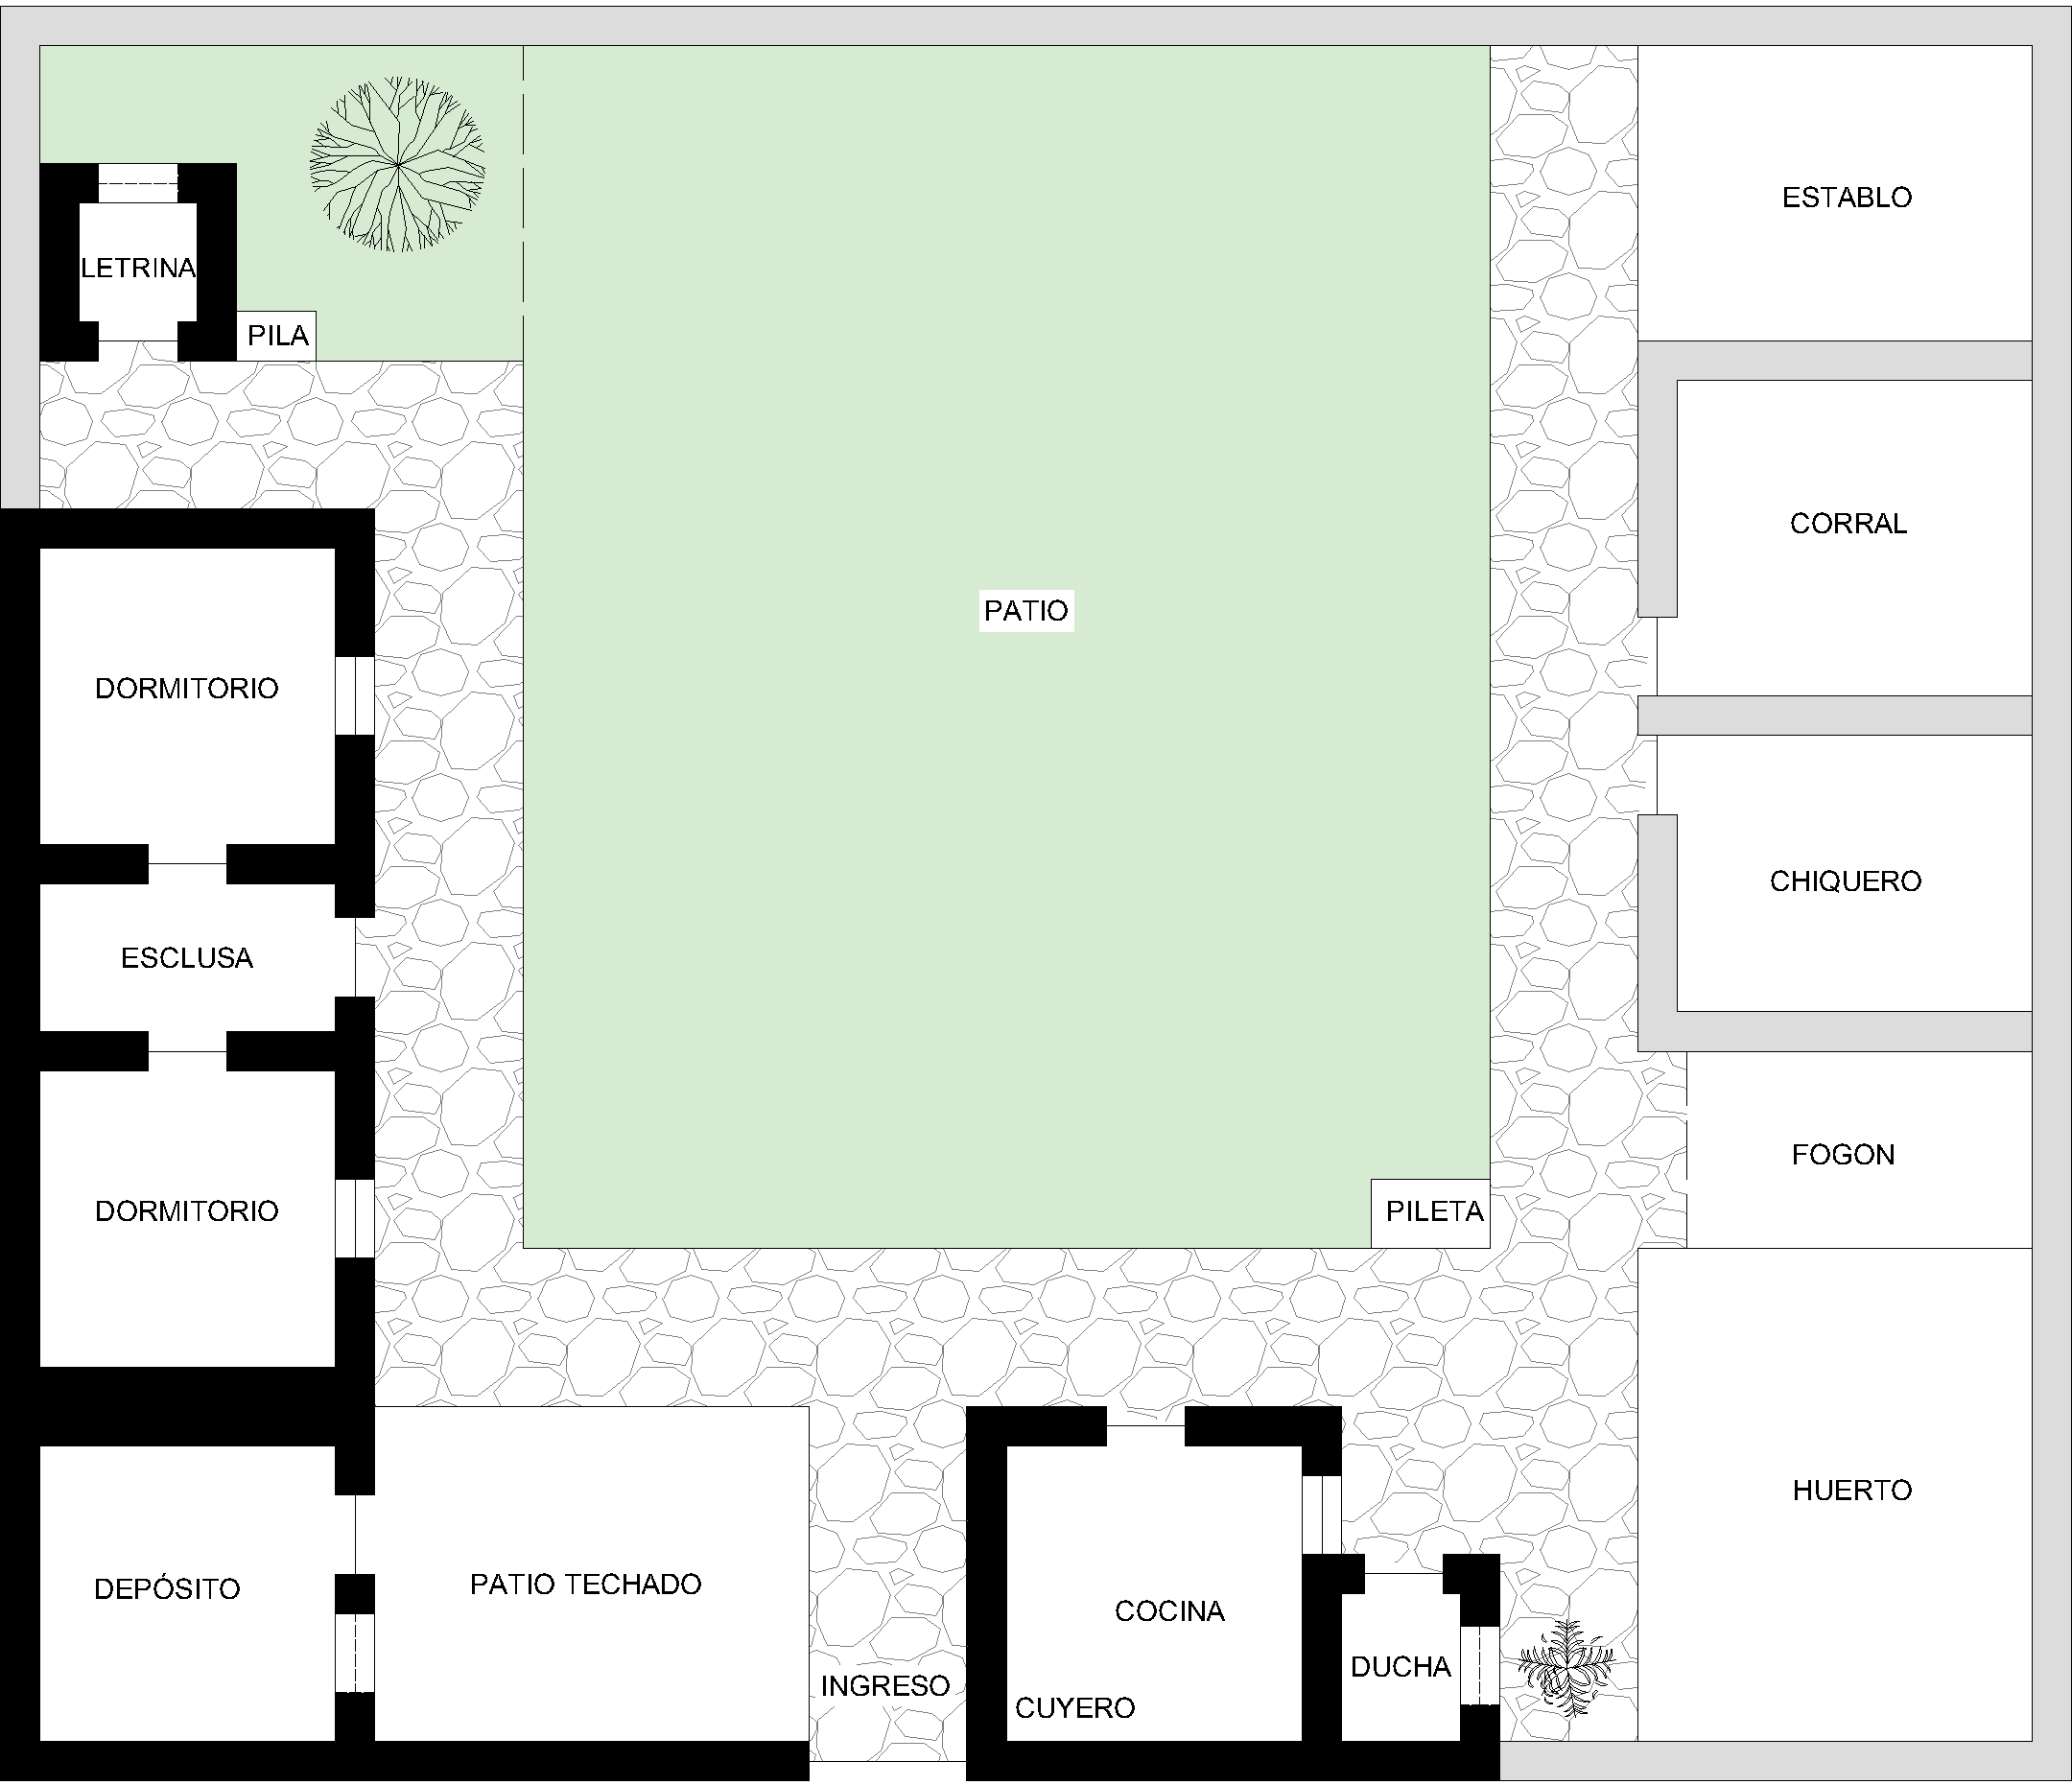 ESTABLO
LETRINA
PILA
CORRAL
PATIO
DORMITORIO
CHIQUERO
ESCLUSA
FOGON
DORMITORIO
PILETA
HUERTO
DEPÓSITO
PATIO TECHADO
COCINA
DUCHA
INGRESO
CUYERO